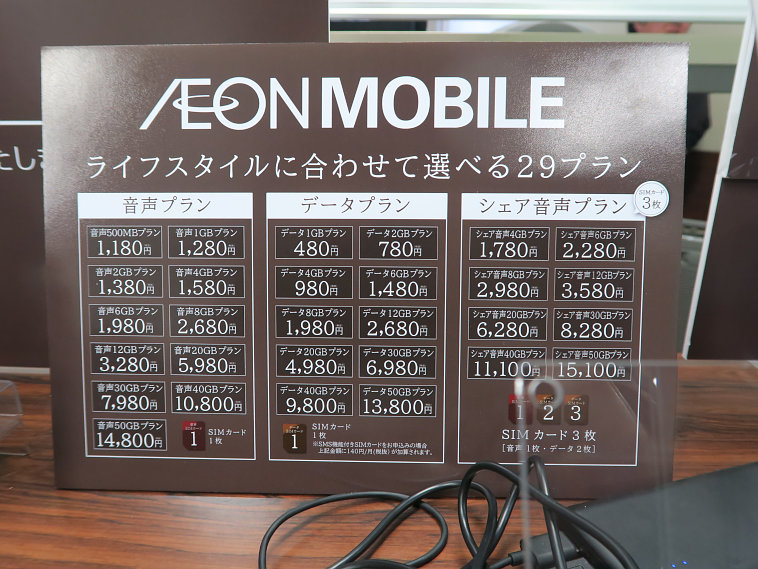 ÆON MOBILE
たしま
ライフスタイルに合わせて選べる29プラン
音声プラン
音声500MBプラン 音声1GBプラン
1,180円 1,280円
音声2GBプラン 音声4GBプラン
1,380円 1,580円
音声6GBプラン 音声8GBプラン
1,980円 2,680円
音声12GBプラン 音声20GBプラン
3,280円 5,980円
音声30GBプラン 音声40GBプラン
7,980円 10,800円
音声50GBプラン
14,800円
1
SIMカード
1枚
データプラン
データ1GBプラン データ2GBプラン
480円 780円
データ4GBプラン データ6GBプラン
980円 1,480円
データ8GBプラン データ12GBプラン
1,980円 2,680円
データ20GBプラン データ30GBプラン
4,980円 6,980円
データ40GBプラン データ50GBプラン
9,800円 13,800円
1
SIMカード
1枚
※SMS機能付きSIMカードをお申込みの場合
上記金額に140円/月(税抜)が加算されます。
シェア音声プラン
SIMカード
3枚
シェア音声4GBプラン シェア音声6GBプラン
1,780円 2,280円
シェア音声8GBプラン シェア音声12GBプラン
2,980円 3,580円
シェア音声20GBプラン シェア音声30GBプラン
6,280円 8,280円
シェア音声40GBプラン シェア音声50GBプラン
11,100円 15,100円
1 2 3
SIMカード3枚
[音声1枚・データ2枚]